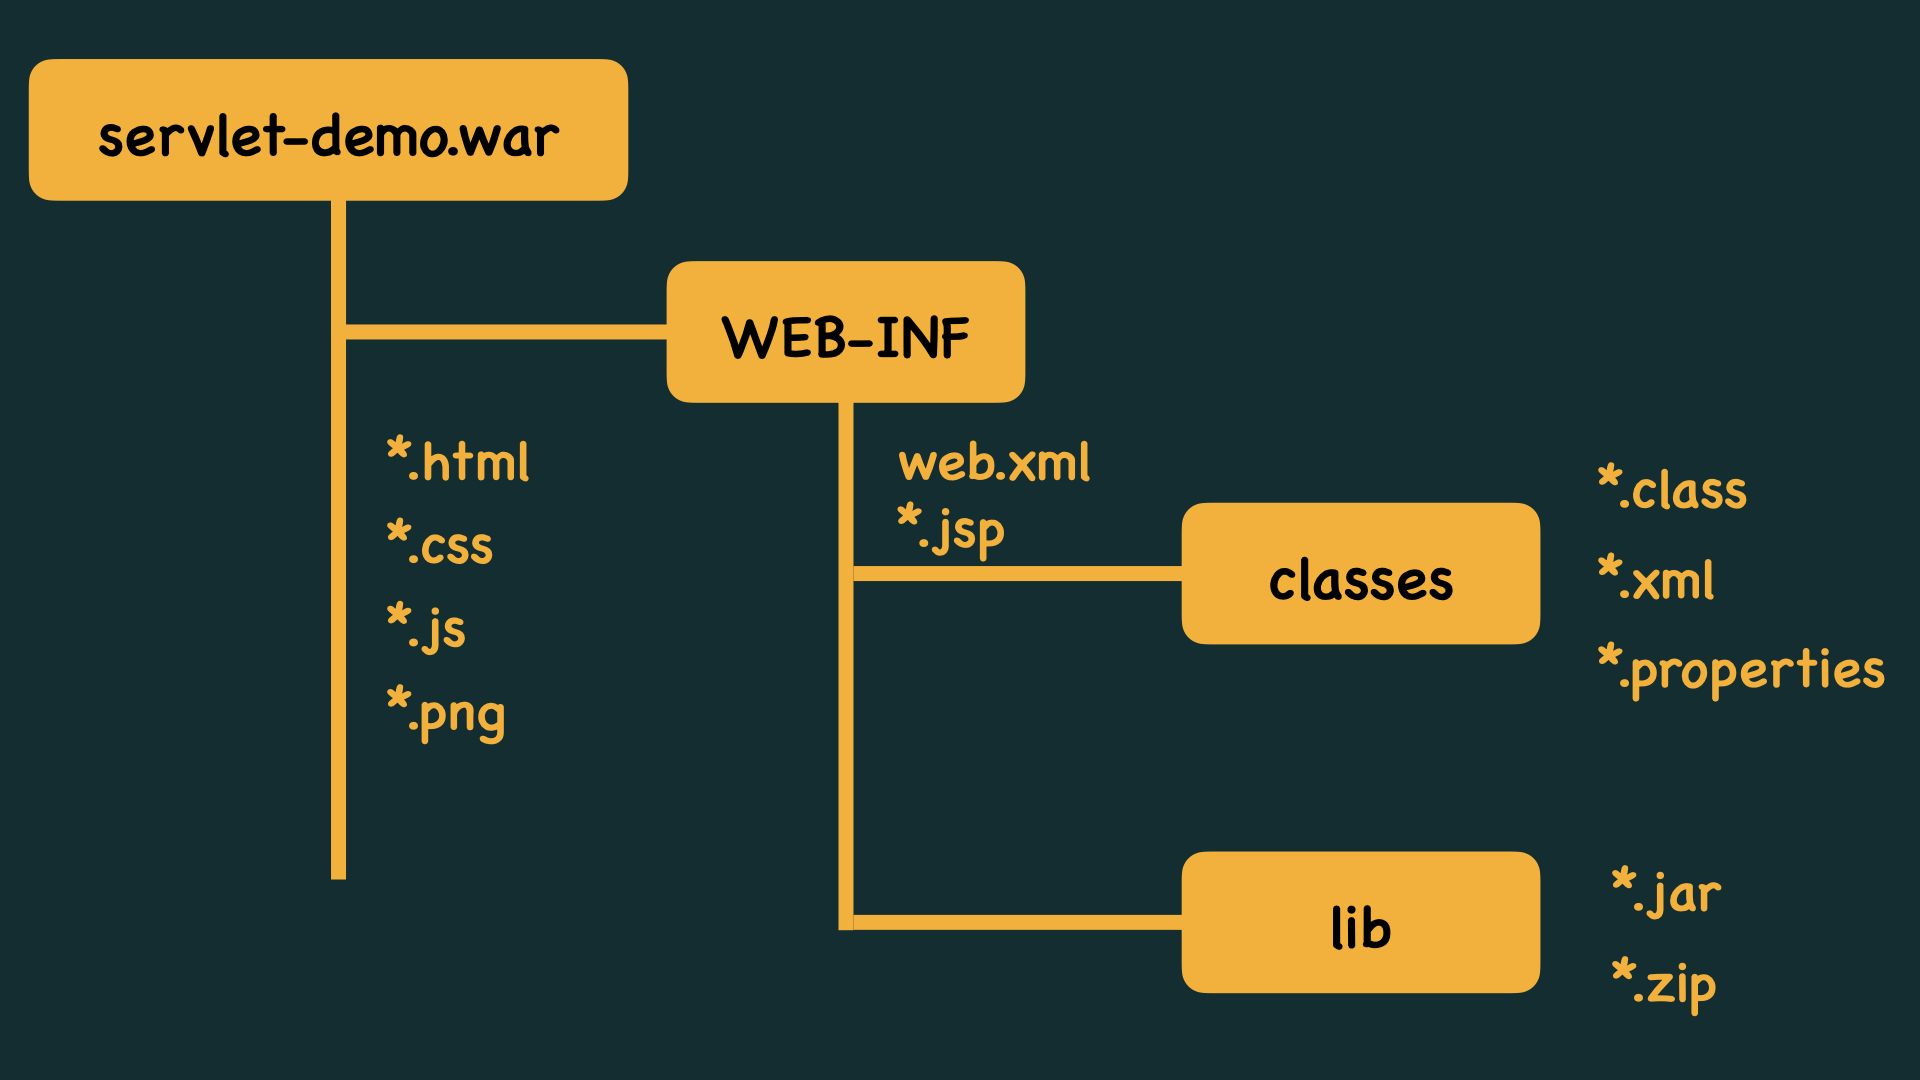 servlet-demo.war
WEB-INF
*.html
*.css
*.js
*.png
web.xml
*.jsp
classes
*.class
*.xml
*.properties
lib
*.jar
*.zip